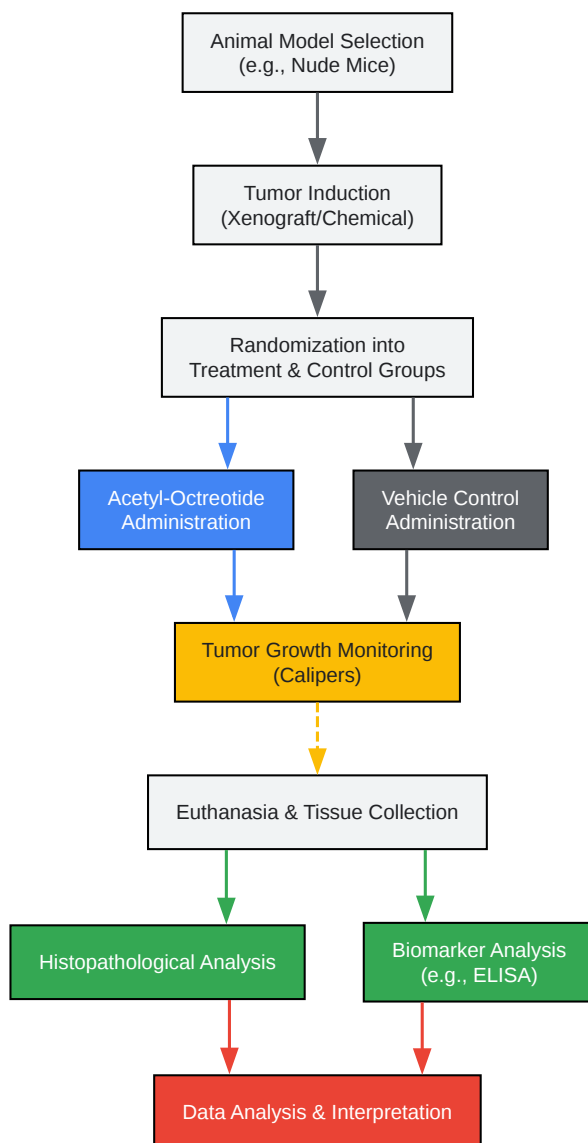 Animal Model Selection
(e.g., Nude Mice)
Tumor Induction
(Xenograft/Chemical)
Randomization into
Treatment & Control Groups
Acetyl-Octreotide
Administration
Vehicle Control
Administration
Tumor Growth Monitoring
(Calipers)
Euthanasia & Tissue Collection
Histopathological Analysis
Biomarker Analysis
(e.g., ELISA)
Data Analysis & Interpretation